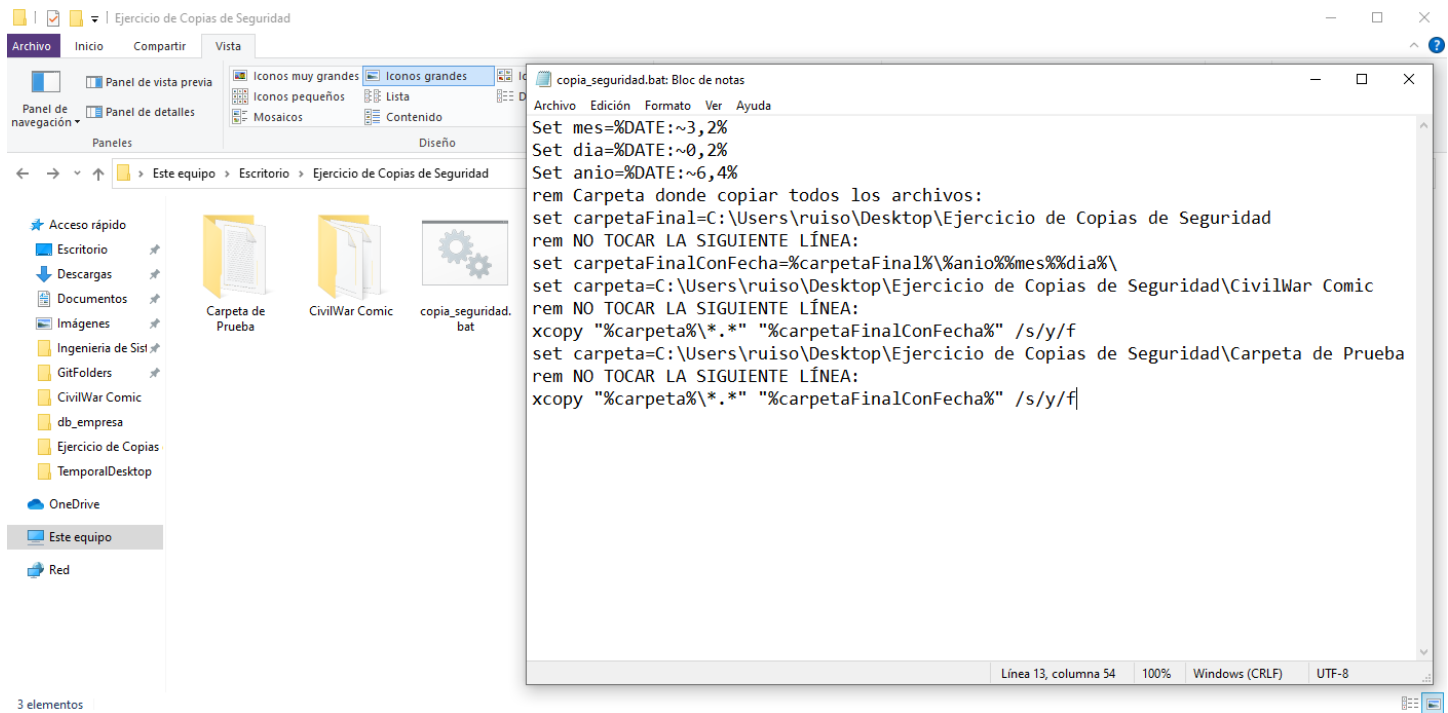 Ejercicio de Copias de Seguridad
Archivo Inicio Compartir Vista
Panel de navegación
Panel de vista previa
Panel de detalles
Paneles
Iconos muy grandes Iconos grandes
Iconos pequeños Lista
Mosaicos Contenido
Diseño
Este equipo › Escritorio › Ejercicio de Copias de Seguridad
Acceso rápido
Escritorio
Descargas
Documentos
Imágenes
Ingenieria de Sist
GitFolders
CivilWar Comic
db_empresa
Ejercicio de Copias
TemporalDesktop
OneDrive
Este equipo
Red
Carpeta de
Prueba
CivilWar Comic
copia_seguridad.
bat
3 elementos
copia_seguridad.bat: Bloc de notas
Archivo Edición Formato Ver Ayuda
Set mes=%DATE:~3,2%
Set dia=%DATE:~0,2%
Set anio=%DATE:~6,4%
rem Carpeta donde copiar todos los archivos:
set carpetaFinal=C:\Users\ruiso\Desktop\Ejercicio de Copias de Seguridad
rem NO TOCAR LA SIGUIENTE LÍNEA:
set carpetaFinalConFecha=%carpetaFinal%\%anio%%mes%%dia%\
set carpeta=C:\Users\ruiso\Desktop\Ejercicio de Copias de Seguridad\CivilWar Comic
rem NO TOCAR LA SIGUIENTE LÍNEA:
xcopy "%carpeta%\*.*" "%carpetaFinalConFecha%" /s/y/f
set carpeta=C:\Users\ruiso\Desktop\Ejercicio de Copias de Seguridad\Carpeta de Prueba
rem NO TOCAR LA SIGUIENTE LÍNEA:
xcopy "%carpeta%\*.*" "%carpetaFinalConFecha%" /s/y/f
Línea 13, columna 54 100% Windows (CRLF) UTF-8